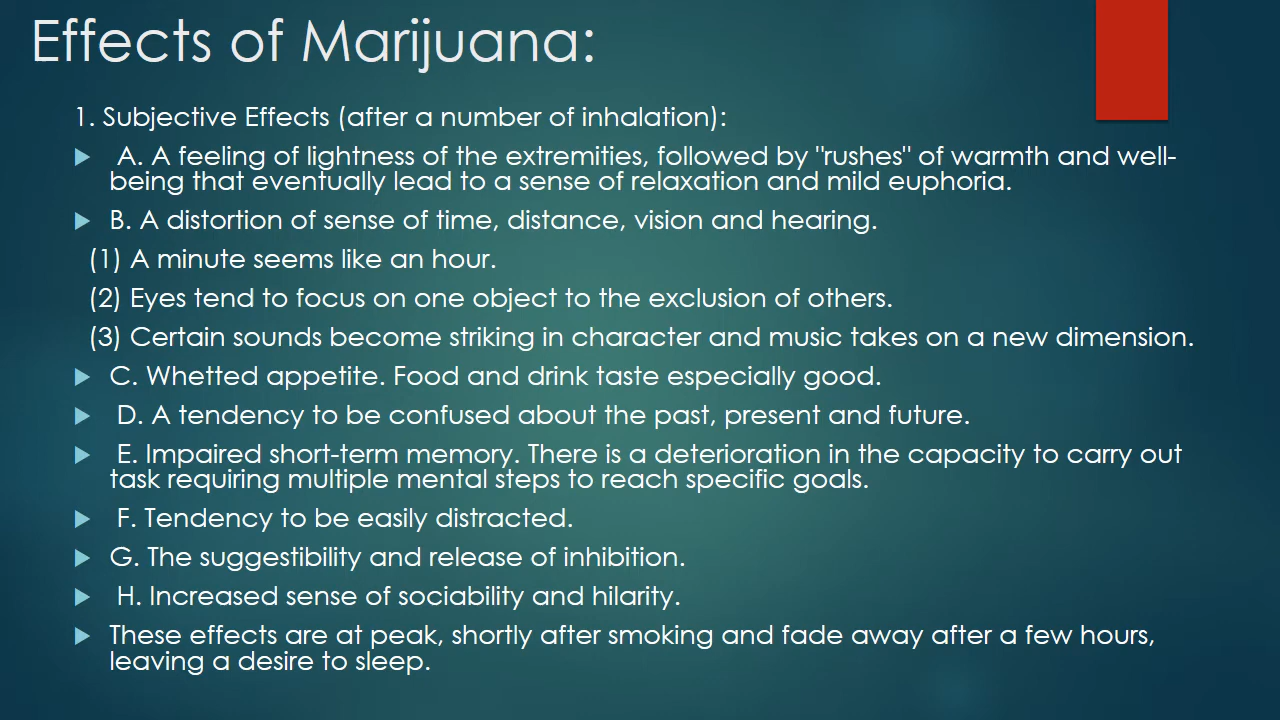 Effects of Marijuana:
1. Subjective Effects (after a number of inhalation):
A. A feeling of lightness of the extremities, followed by "rushes" of warmth and well-
being that eventually lead to a sense of relaxation and mild euphoria.
B. A distortion of sense of time, distance, vision and hearing.
(1) A minute seems like an hour.
(2) Eyes tend to focus on one object to the exclusion of others.
(3) Certain sounds become striking in character and music takes on a new dimension.
C. Whetted appetite. Food and drink taste especially good.
D. A tendency to be confused about the past, present and future.
E. Impaired short-term memory. There is a deterioration in the capacity to carry out
task requiring multiple mental steps to reach specific goals.
F. Tendency to be easily distracted.
G. The suggestibility and release of inhibition.
H. Increased sense of sociability and hilarity.
These effects are at peak, shortly after smoking and fade away after a few hours,
leaving a desire to sleep.